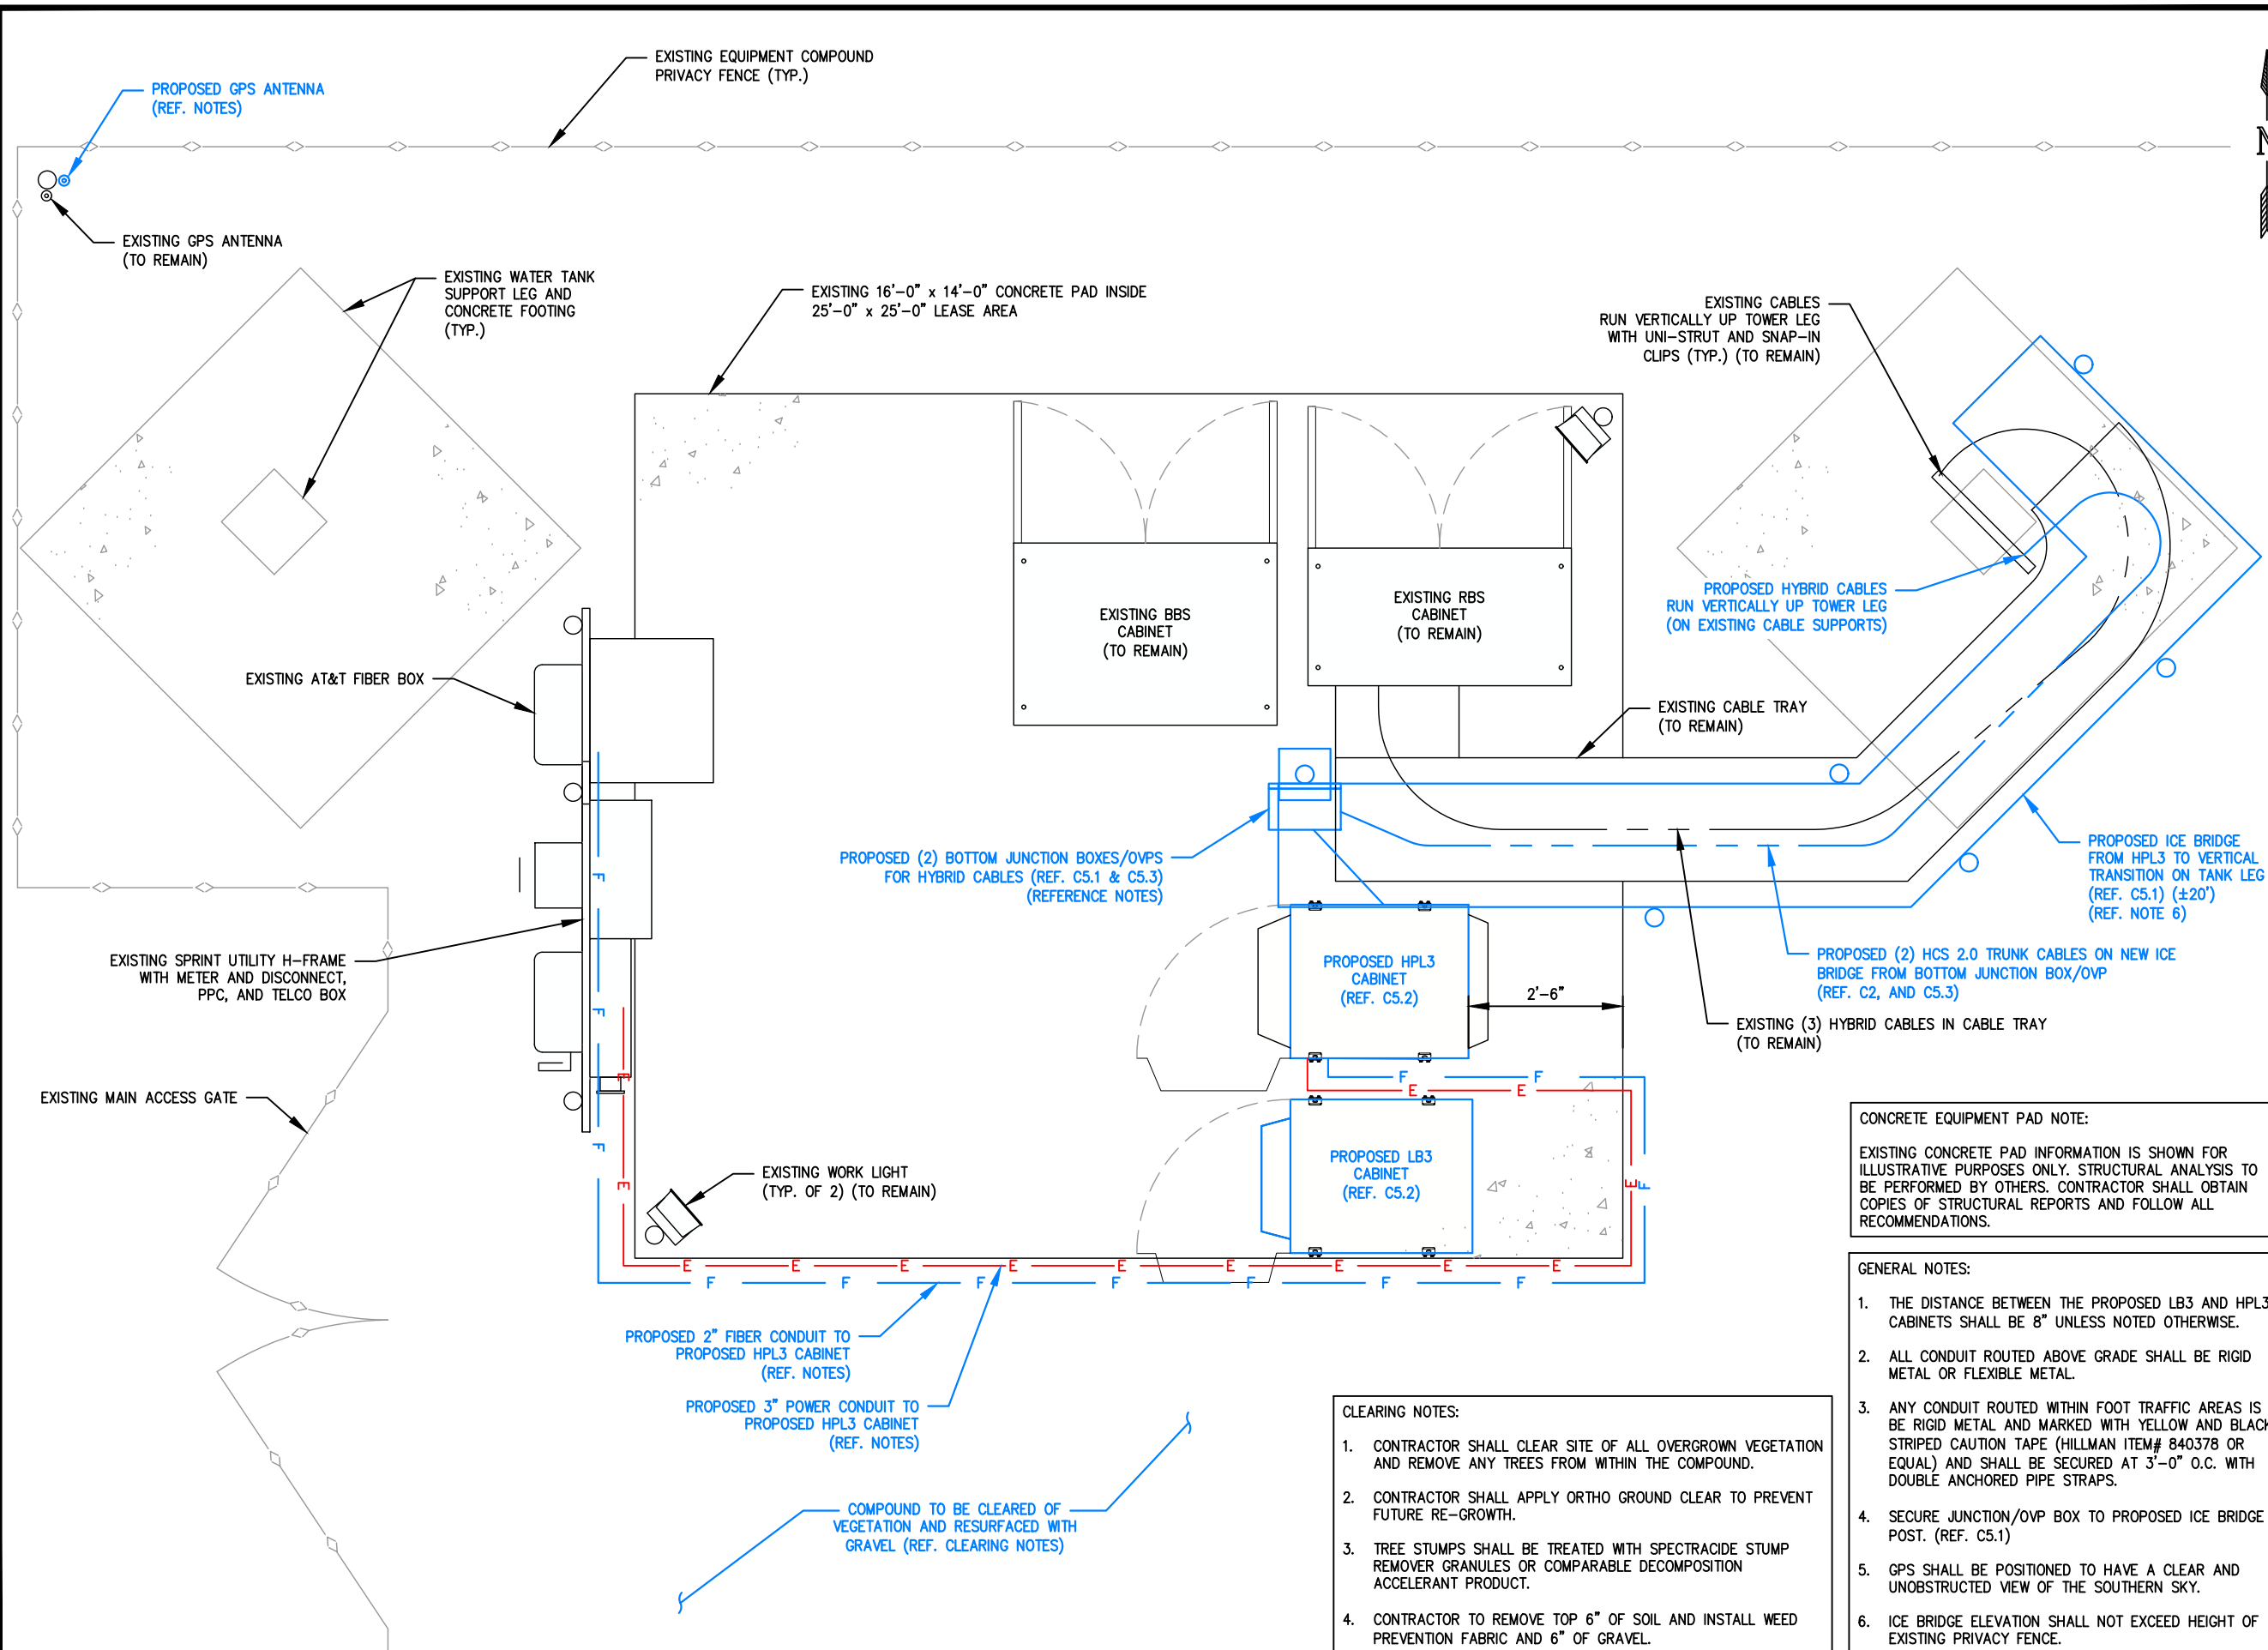 EXISTING EQUIPMENT COMPOUND
PRIVACY FENCE (TYP.)
PROPOSED GPS ANTENNA
(REF. NOTES)
N
EXISTING GPS ANTENNA
(TO REMAIN)
EXISTING WATER TANK
SUPPORT LEG AND
CONCRETE FOOTING
(TYP.)
EXISTING 16'-0" x 14'-0" CONCRETE PAD INSIDE
25'-0" x 25'-0" LEASE AREA
EXISTING CABLES
RUN VERTICALLY UP TOWER LEG
WITH UNI-STRUT AND SNAP-IN
CLIPS (TYP.) (TO REMAIN)
EXISTING BBS
CABINET
(TO REMAIN)
EXISTING RBS
CABINET
(TO REMAIN)
PROPOSED HYBRID CABLES
RUN VERTICALLY UP TOWER LEG
(ON EXISTING CABLE SUPPORTS)
EXISTING AT&T FIBER BOX
EXISTING CABLE TRAY
(TO REMAIN)
PROPOSED (2) BOTTOM JUNCTION BOXES/OVPS
FOR HYBRID CABLES (REF. C5.1 & C5.3)
(REFERENCE NOTES)
PROPOSED ICE BRIDGE
FROM HPL3 TO VERTICAL
TRANSITION ON TANK LEG
(REF. C5.1) (±20')
(REF. NOTE 6)
EXISTING SPRINT UTILITY H-FRAME
WITH METER AND DISCONNECT,
PPC, AND TELCO BOX
PROPOSED HPL3
CABINET
(REF. C5.2)
2'-6"
PROPOSED (2) HCS 2.0 TRUNK CABLES ON NEW ICE
BRIDGE FROM BOTTOM JUNCTION BOX/OVP
(REF. C2, AND C5.3)
EXISTING (3) HYBRID CABLES IN CABLE TRAY
(TO REMAIN)
EXISTING MAIN ACCESS GATE
F F
E E
F
F
F
E
E
E F
PROPOSED LB3
CABINET
(REF. C5.2)
EXISTING WORK LIGHT
(TYP. OF 2) (TO REMAIN)
E E E E E E E E E
F F F F F F F
PROPOSED 2" FIBER CONDUIT TO
PROPOSED HPL3 CABINET
(REF. NOTES)
PROPOSED 3" POWER CONDUIT TO
PROPOSED HPL3 CABINET
(REF. NOTES)
COMPOUND TO BE CLEARED OF
VEGETATION AND RESURFACED WITH
GRAVEL (REF. CLEARING NOTES)
CONCRETE EQUIPMENT PAD NOTE:
EXISTING CONCRETE PAD INFORMATION IS SHOWN FOR
ILLUSTRATIVE PURPOSES ONLY. STRUCTURAL ANALYSIS TO
BE PERFORMED BY OTHERS. CONTRACTOR SHALL OBTAIN
COPIES OF STRUCTURAL REPORTS AND FOLLOW ALL
RECOMMENDATIONS.
CLEARING NOTES:
1. CONTRACTOR SHALL CLEAR SITE OF ALL OVERGROWN VEGETATION
AND REMOVE ANY TREES FROM WITHIN THE COMPOUND.
2. CONTRACTOR SHALL APPLY ORTHO GROUND CLEAR TO PREVENT
FUTURE RE-GROWTH.
3. TREE STUMPS SHALL BE TREATED WITH SPECTRACIDE STUMP
REMOVER GRANULES OR COMPARABLE DECOMPOSITION
ACCELERANT PRODUCT.
4. CONTRACTOR TO REMOVE TOP 6" OF SOIL AND INSTALL WEED
PREVENTION FABRIC AND 6" OF GRAVEL.
GENERAL NOTES:
1. THE DISTANCE BETWEEN THE PROPOSED LB3 AND HPL3
CABINETS SHALL BE 8" UNLESS NOTED OTHERWISE.
2. ALL CONDUIT ROUTED ABOVE GRADE SHALL BE RIGID
METAL OR FLEXIBLE METAL.
3. ANY CONDUIT ROUTED WITHIN FOOT TRAFFIC AREAS IS
BE RIGID METAL AND MARKED WITH YELLOW AND BLACK
STRIPED CAUTION TAPE (HILLMAN ITEM# 840378 OR
EQUAL) AND SHALL BE SECURED AT 3'-0" O.C. WITH
DOUBLE ANCHORED PIPE STRAPS.
4. SECURE JUNCTION/OVP BOX TO PROPOSED ICE BRIDGE
POST. (REF. C5.1)
5. GPS SHALL BE POSITIONED TO HAVE A CLEAR AND
UNOBSTRUCTED VIEW OF THE SOUTHERN SKY.
6. ICE BRIDGE ELEVATION SHALL NOT EXCEED HEIGHT OF
EXISTING PRIVACY FENCE.